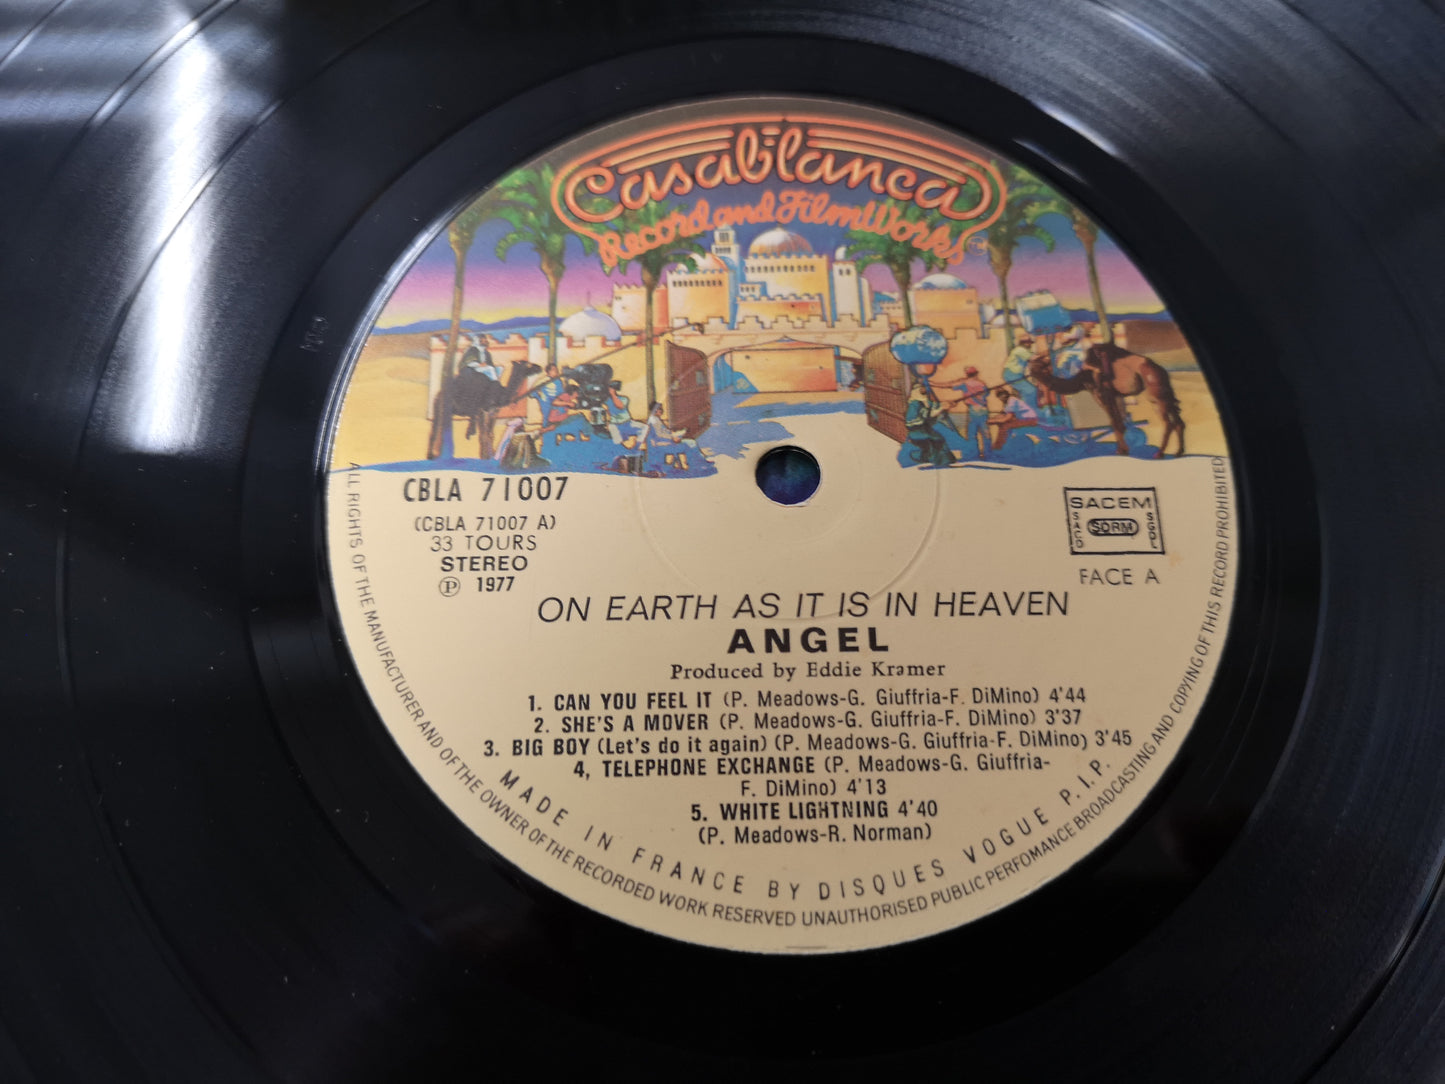 Casablanca
Record and FilmWorks
CBLA 71007
(CBLA 71007 A)
33 TOURS
STEREO
Ⓟ 1977
SACEM
SACD
SDRM
SGDL
FACE A
ON EARTH AS IT IS IN HEAVEN
ANGEL
Produced by Eddie Kramer
1. CAN YOU FEEL IT (P. Meadows-G. Giuffria-F. DiMino) 4'44
2. SHE'S A MOVER (P. Meadows-G. Giuffria-F. DiMino) 3'37
3. BIG BOY (Let's do it again) (P. Meadows-G. Giuffria-F. DiMino) 3'45
4, TELEPHONE EXCHANGE (P. Meadows-G. Giuffria-
F. DiMino) 4'13
5. WHITE LIGHTNING 4'40
(P. Meadows-R. Norman)
MADE IN FRANCE BY DISQUES VOGUE P.I.P.
ALL RIGHTS OF THE MANUFACTURER AND OF THE OWNER OF THE RECORDED WORK RESERVED UNAUTHORISED PUBLIC PERFOMANCE BROADCASTING AND COPYING OF THIS RECORD PROHIBITED